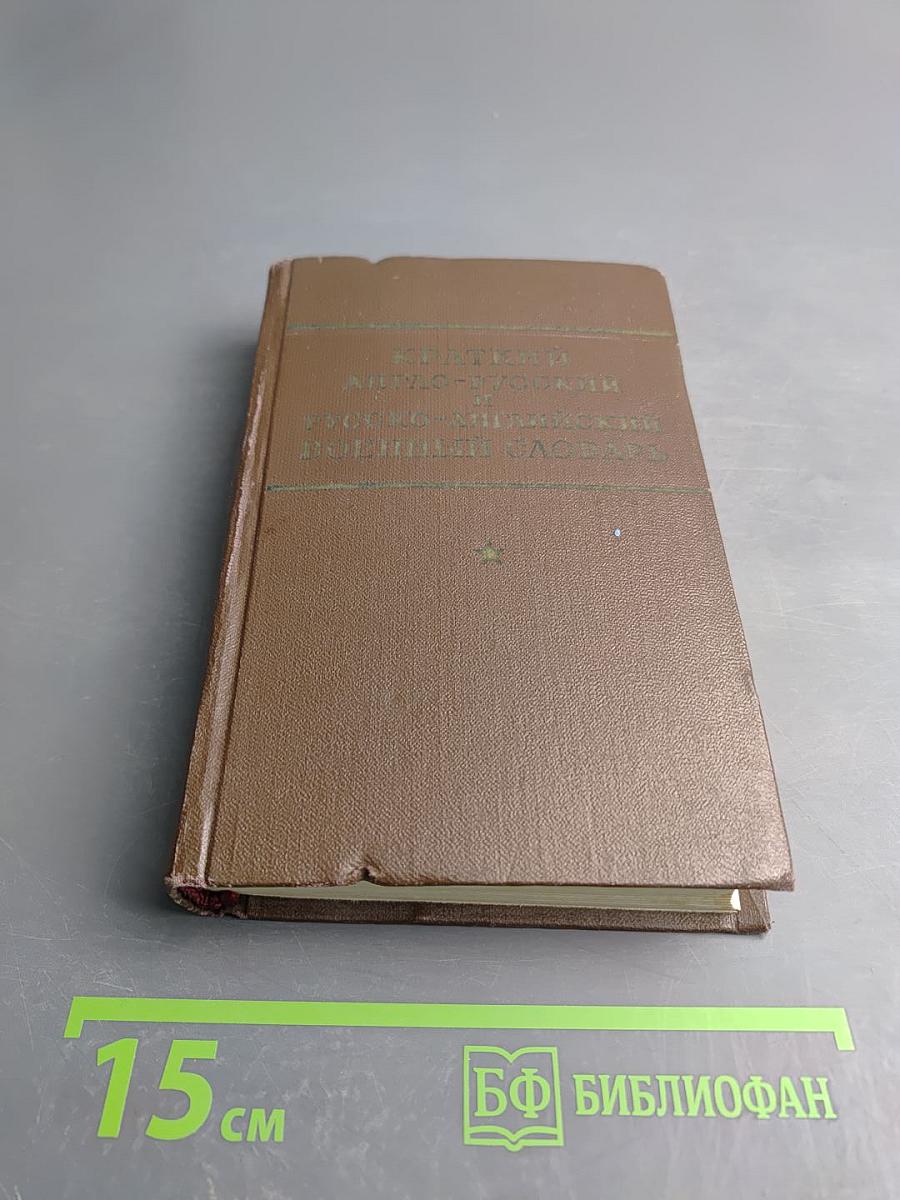 КРАТКИЙ
АНГЛО-РУССКИЙ
И
РУССКО-АНГЛИЙСКИЙ
ВОЕННЫЙ СЛОВАРЬ
15 см
БФ БИБЛИОФАН